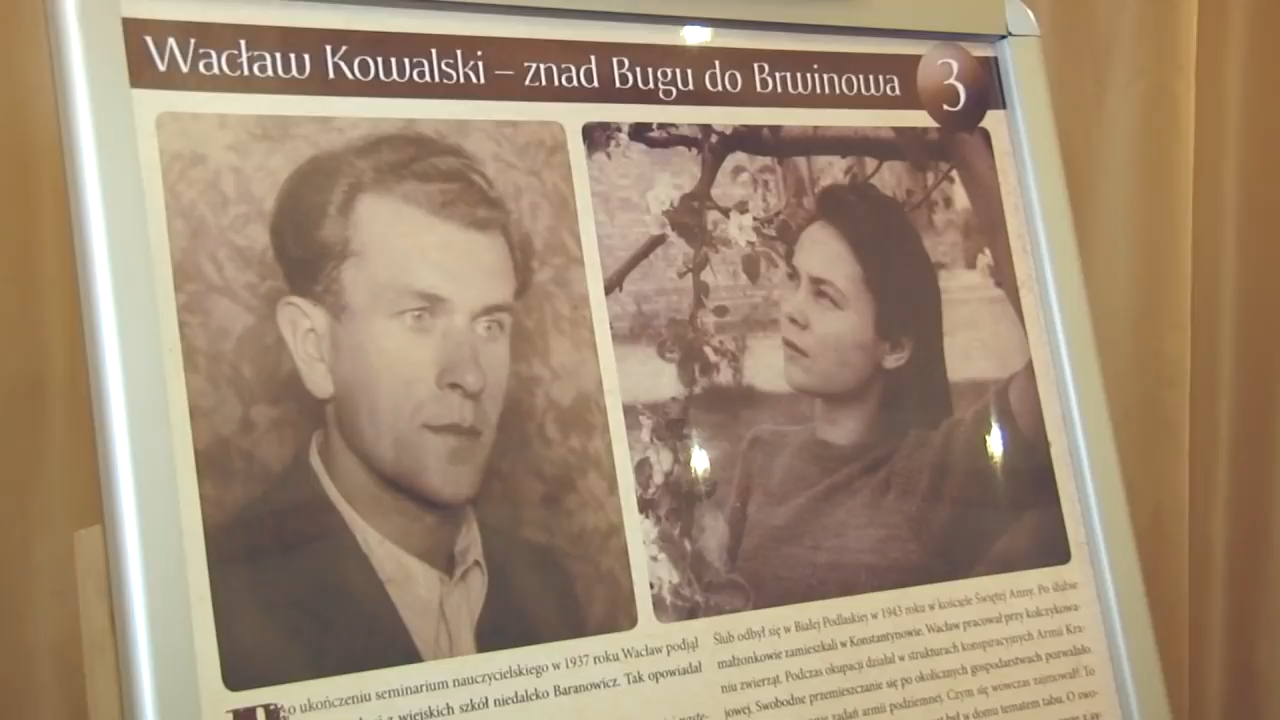 Wacław Kowalski – znad Bugu do Brwinowa
3
Po ukończeniu seminarium nauczycielskiego w 1937 roku Wacław podjął
z wiejskich szkół niedaleko Baranowicz. Tak opowiadał
Ślub odbył się w Białej Podlaskiej w 1943 roku w kościele Świętej Anny. Po ślubie
małżonkowie zamieszkali w Konstantynowie. Wacław pracował przy kolczykowa-
niu zwierząt. Podczas okupacji działał w strukturach konspiracyjnych Armii Kra-
jowej. Swobodne przemieszczanie się po okolicznych gospodarstwach pozwalało
zadań armii podziemnej. Czym się wówczas zajmował? To
był w domu tematem tabu. O swo-